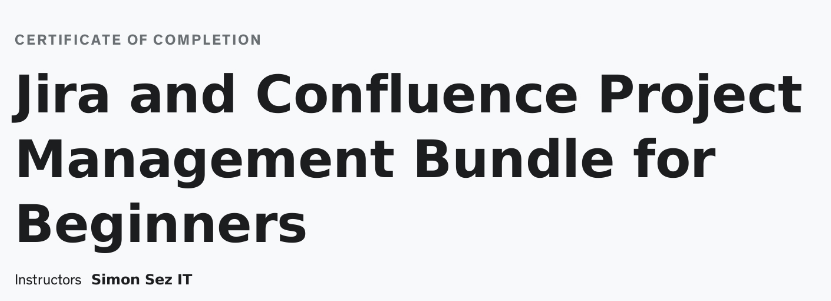 CERTIFICATE OF COMPLETION
Jira and Confluence Project
Management Bundle for
Beginners
Instructors Simon Sez IT